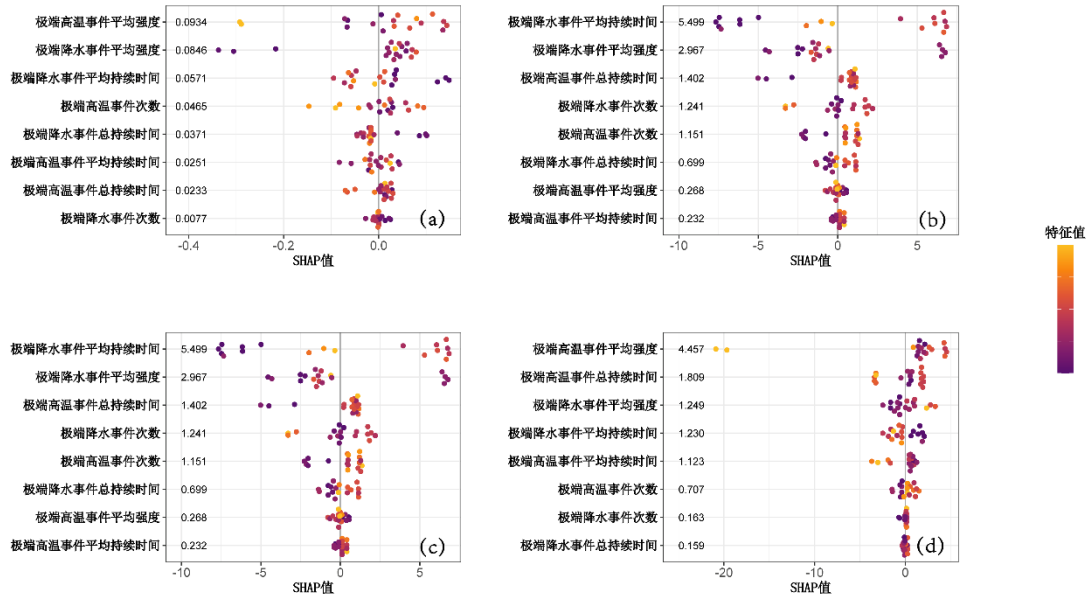 极端高温事件平均强度 0.0934
极端降水事件平均强度 0.0846
极端降水事件平均持续时间 0.0571
极端高温事件次数 0.0465
极端降水事件总持续时间 0.0371
极端高温事件平均持续时间 0.0251
极端高温事件总持续时间 0.0233
极端降水事件次数 0.0077
(a)
-0.4 -0.2 0.0
SHAP值
极端降水事件平均持续时间 5.499
极端降水事件平均强度 2.967
极端高温事件总持续时间 1.402
极端降水事件次数 1.241
极端高温事件次数 1.151
极端降水事件总持续时间 0.699
极端高温事件平均强度 0.268
极端高温事件平均持续时间 0.232
(b)
-10 -5 0 5
SHAP值
特征值
极端降水事件平均持续时间 5.499
极端降水事件平均强度 2.967
极端高温事件总持续时间 1.402
极端降水事件次数 1.241
极端高温事件次数 1.151
极端降水事件总持续时间 0.699
极端高温事件平均强度 0.268
极端高温事件平均持续时间 0.232
(c)
-10 -5 0 5
SHAP值
极端高温事件平均强度 4.457
极端高温事件总持续时间 1.809
极端降水事件平均强度 1.249
极端降水事件平均持续时间 1.230
极端高温事件平均持续时间 1.123
极端高温事件次数 0.707
极端降水事件次数 0.163
极端降水事件总持续时间 0.159
(d)
-20 -10 0
SHAP值